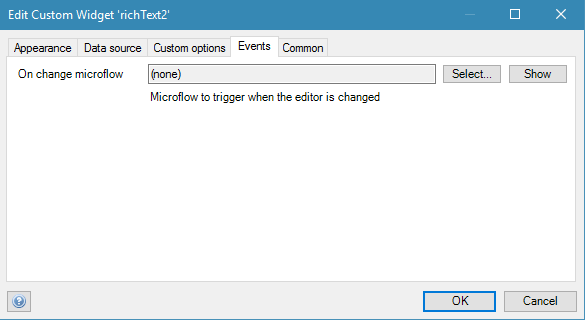 Edit Custom Widget 'richText2'
Appearance Data source Custom options Events Common
On change microflow (none) Select... Show
Microflow to trigger when the editor is changed
? OK Cancel